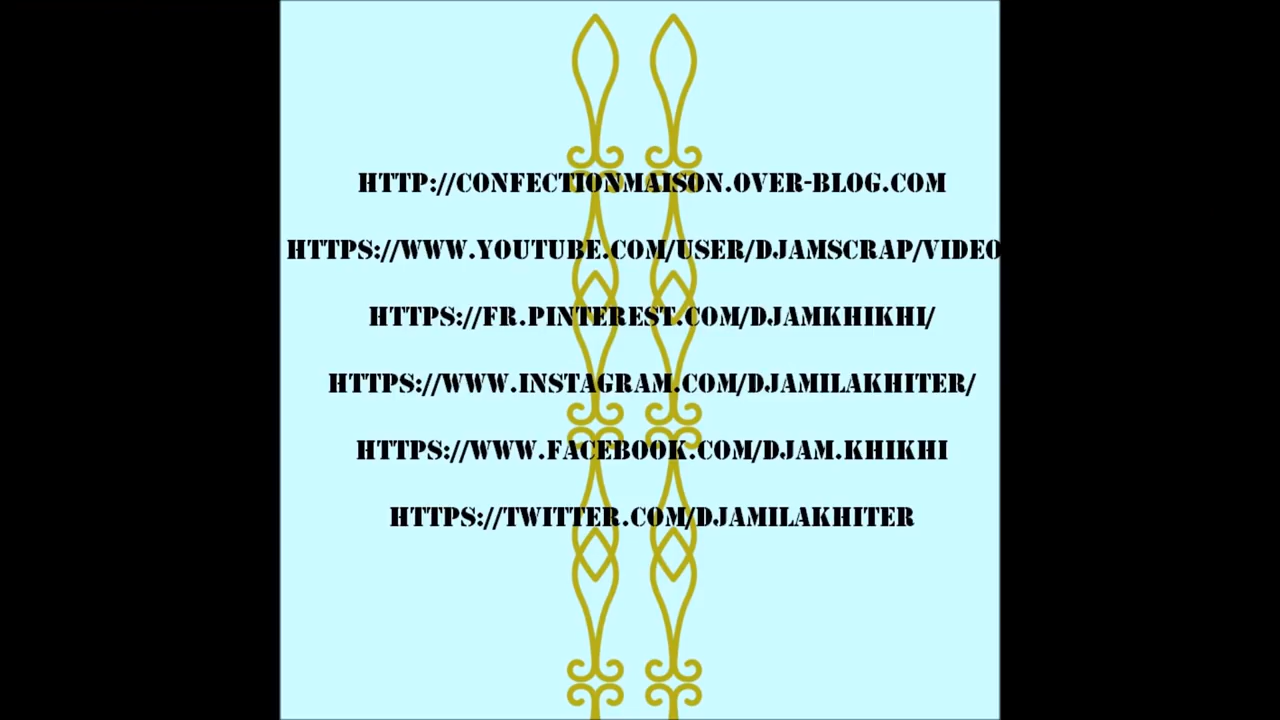 HTTP://CONFECTIONMAISON.OVER-BLOG.COM
HTTPS://WWW.YOUTUBE.COM/USER/DJAMSCRAP/VIDEO
HTTPS://FR.PINTEREST.COM/DJAMKHIKHI/
HTTPS://WWW.INSTAGRAM.COM/DJAMILAKHITER/
HTTPS://WWW.FACEBOOK.COM/DJAM.KHIKHI
HTTPS://TWITTER.COM/DJAMILAKHITER